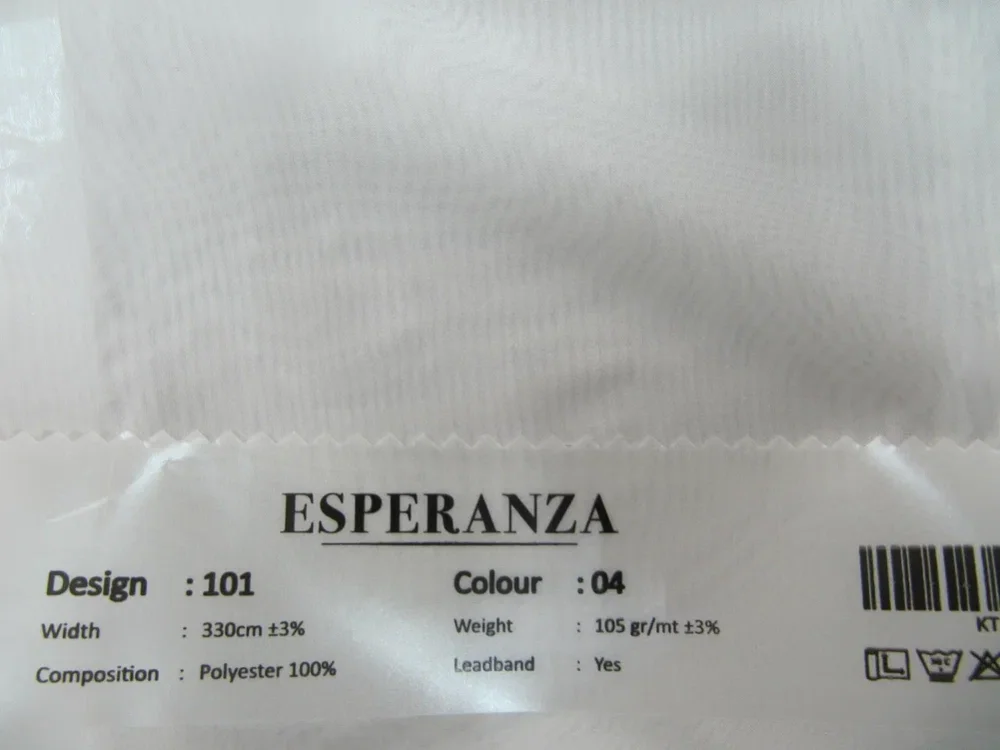 ESPERANZA
Design : 101 Colour : 04
Width : 330cm ±3% Weight : 105 gr/mt ±3%
Composition : Polyester 100% Leadband : Yes
KT
L